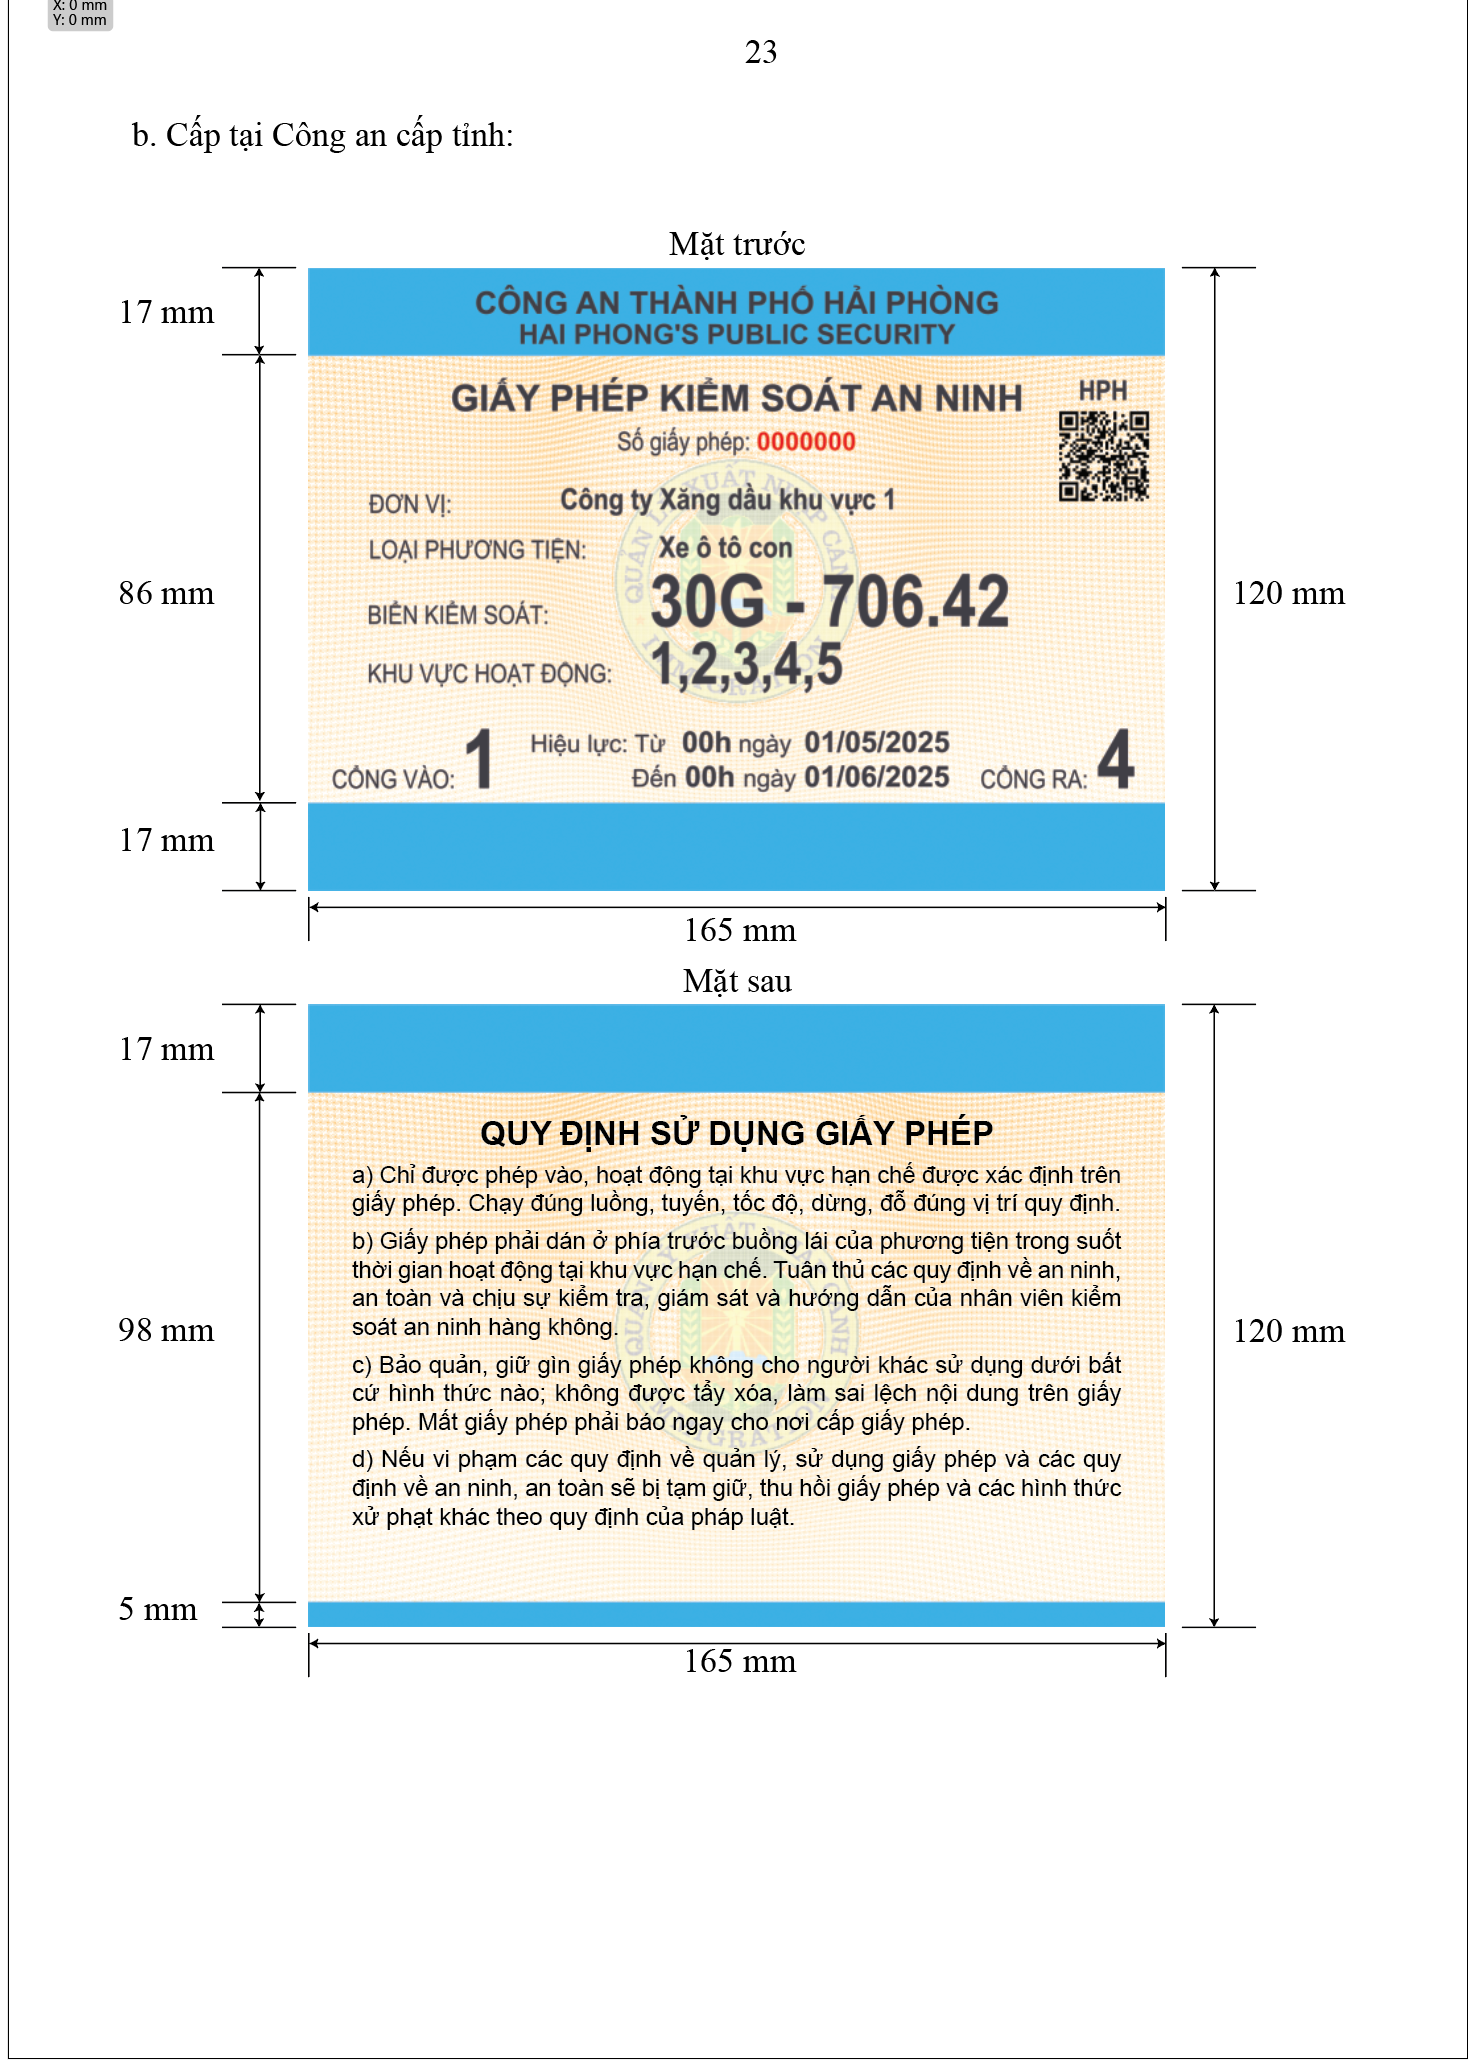 X: 0 mm
Y: 0 mm
23
b. Cấp tại Công an cấp tỉnh:
Mặt trước
17 mm
CÔNG AN THÀNH PHỐ HẢI PHÒNG
HAI PHONG'S PUBLIC SECURITY
GIẤY PHÉP KIỂM SOÁT AN NINH
HPH
Số giấy phép: 0000000
ĐƠN VỊ: Công ty Xăng dầu khu vực 1
LOẠI PHƯƠNG TIỆN: Xe ô tô con
86 mm
BIỂN KIỂM SOÁT: 30G - 706.42
120 mm
KHU VỰC HOẠT ĐỘNG: 1,2,3,4,5
QUẢN LÝ XUẤT NHẬP CẢNH
IMMIGRATION
Hiệu lực: Từ 00h ngày 01/05/2025
CỔNG VÀO: 1 Đến 00h ngày 01/06/2025 CỔNG RA: 4
17 mm
165 mm
Mặt sau
17 mm
QUY ĐỊNH SỬ DỤNG GIẤY PHÉP
a) Chỉ được phép vào, hoạt động tại khu vực hạn chế được xác định trên
giấy phép. Chạy đúng luồng, tuyến, tốc độ, dừng, đỗ đúng vị trí quy định.
b) Giấy phép phải dán ở phía trước buồng lái của phương tiện trong suốt
thời gian hoạt động tại khu vực hạn chế. Tuân thủ các quy định về an ninh,
an toàn và chịu sự kiểm tra, giám sát và hướng dẫn của nhân viên kiểm
soát an ninh hàng không.
98 mm
120 mm
c) Bảo quản, giữ gìn giấy phép không cho người khác sử dụng dưới bất
cứ hình thức nào; không được tẩy xóa, làm sai lệch nội dung trên giấy
phép. Mất giấy phép phải báo ngay cho nơi cấp giấy phép.
d) Nếu vi phạm các quy định về quản lý, sử dụng giấy phép và các quy
định về an ninh, an toàn sẽ bị tạm giữ, thu hồi giấy phép và các hình thức
xử phạt khác theo quy định của pháp luật.
QUẢN LÝ XUẤT NHẬP CẢNH
IMMIGRATION
5 mm
165 mm